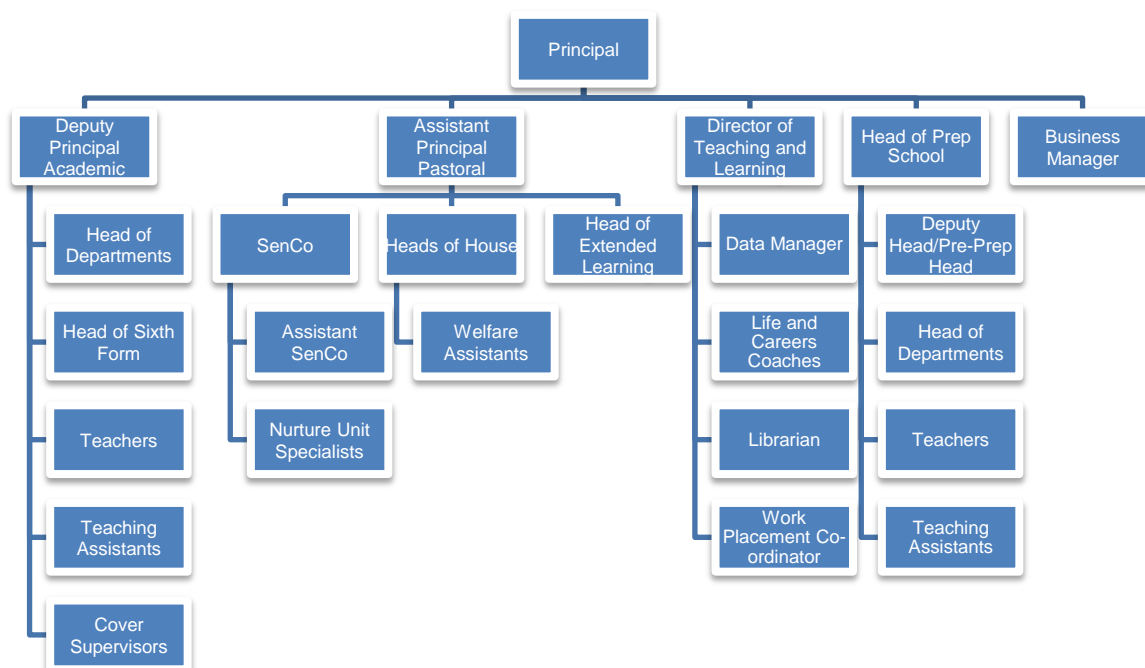 Principal
Deputy
Principal
Academic
Assistant
Principal
Pastoral
Director of
Teaching and
Learning
Head of Prep
School
Business
Manager
Head of
Departments
SenCo
Heads of House
Head of
Extended
Learning
Data Manager
Deputy
Head/Pre-Prep
Head
Head of Sixth
Form
Assistant
SenCo
Welfare
Assistants
Life and
Careers
Coaches
Head of
Departments
Teachers
Nurture Unit
Specialists
Librarian
Teachers
Teaching
Assistants
Work
Placement Co-
ordinator
Teaching
Assistants
Cover
Supervisors